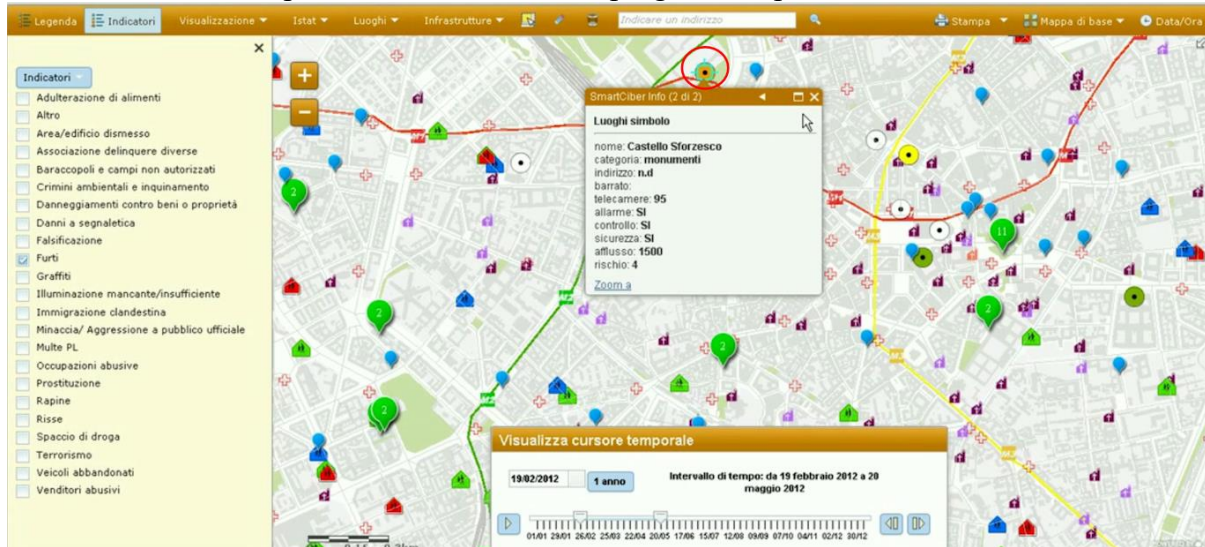 Legenda
Indicatori
Visualizzazione
Istat
Luoghi
Infrastrutture
Indicare un indirizzo
Stampa
Mappa di base
Data/Ora
Indicatori
Adulterazione di alimenti
Altro
Area/edificio dismesso
Associazione delinquere diverse
Baraccopoli e campi non autorizzati
Crimini ambientali e inquinamento
Danneggiamenti contro beni o proprietà
Danni a segnaletica
Falsificazione
Furti
Graffiti
Illuminazione mancante/insufficiente
Immigrazione clandestina
Minaccia/ Aggressione a pubblico ufficiale
Multe PL
Occupazioni abusive
Prostituzione
Rapine
Risse
Spaccio di droga
Terrorismo
Veicoli abbandonati
Venditori abusivi
SmartCiber Info (2 di 2)
Luoghi simbolo
nome: Castello Sforzesco
categoria: monumenti
indirizzo: n.d
barrato:
telecamere: 95
allarme: SI
controllo: SI
sicurezza: SI
afflusso: 1500
rischio: 4
Zoom a
2
11
2
2
2
2
Visualizza cursore temporale
19/02/2012
1 anno
Intervallo di tempo: da 19 febbraio 2012 a 20
maggio 2012
01/01 29/01 26/02 25/03 22/04 20/05 17/06 15/07 12/08 09/09 07/10 04/11 02/12 30/12